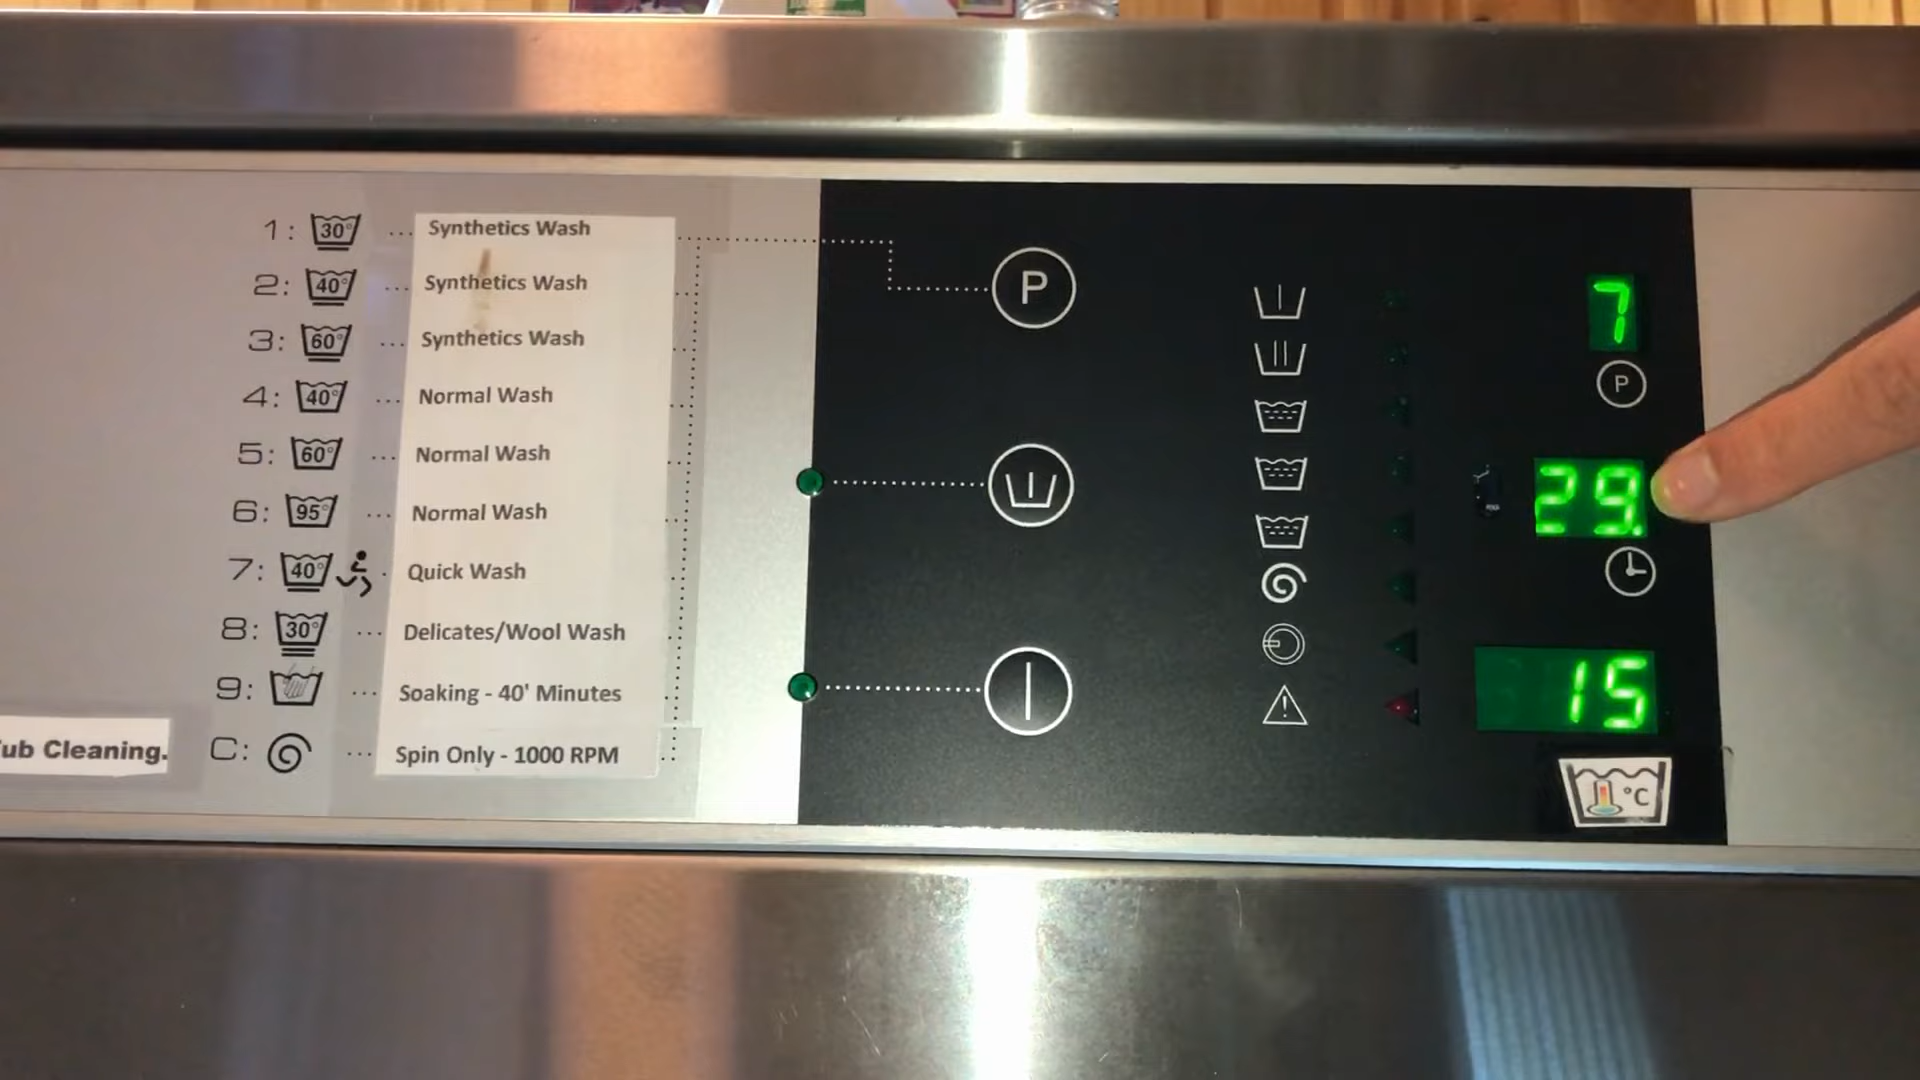 1: 30° ... Synthetics Wash
2: 40° ... Synthetics Wash
3: 60° ... Synthetics Wash
4: 40° ... Normal Wash
5: 60° ... Normal Wash
6: 95° ... Normal Wash
7: 40° . Quick Wash
8: 30° ... Delicates/Wool Wash
9: ... Soaking - 40' Minutes
C: ... Spin Only - 1000 RPM
ub Cleaning.
P
7
P
29.
15
°C